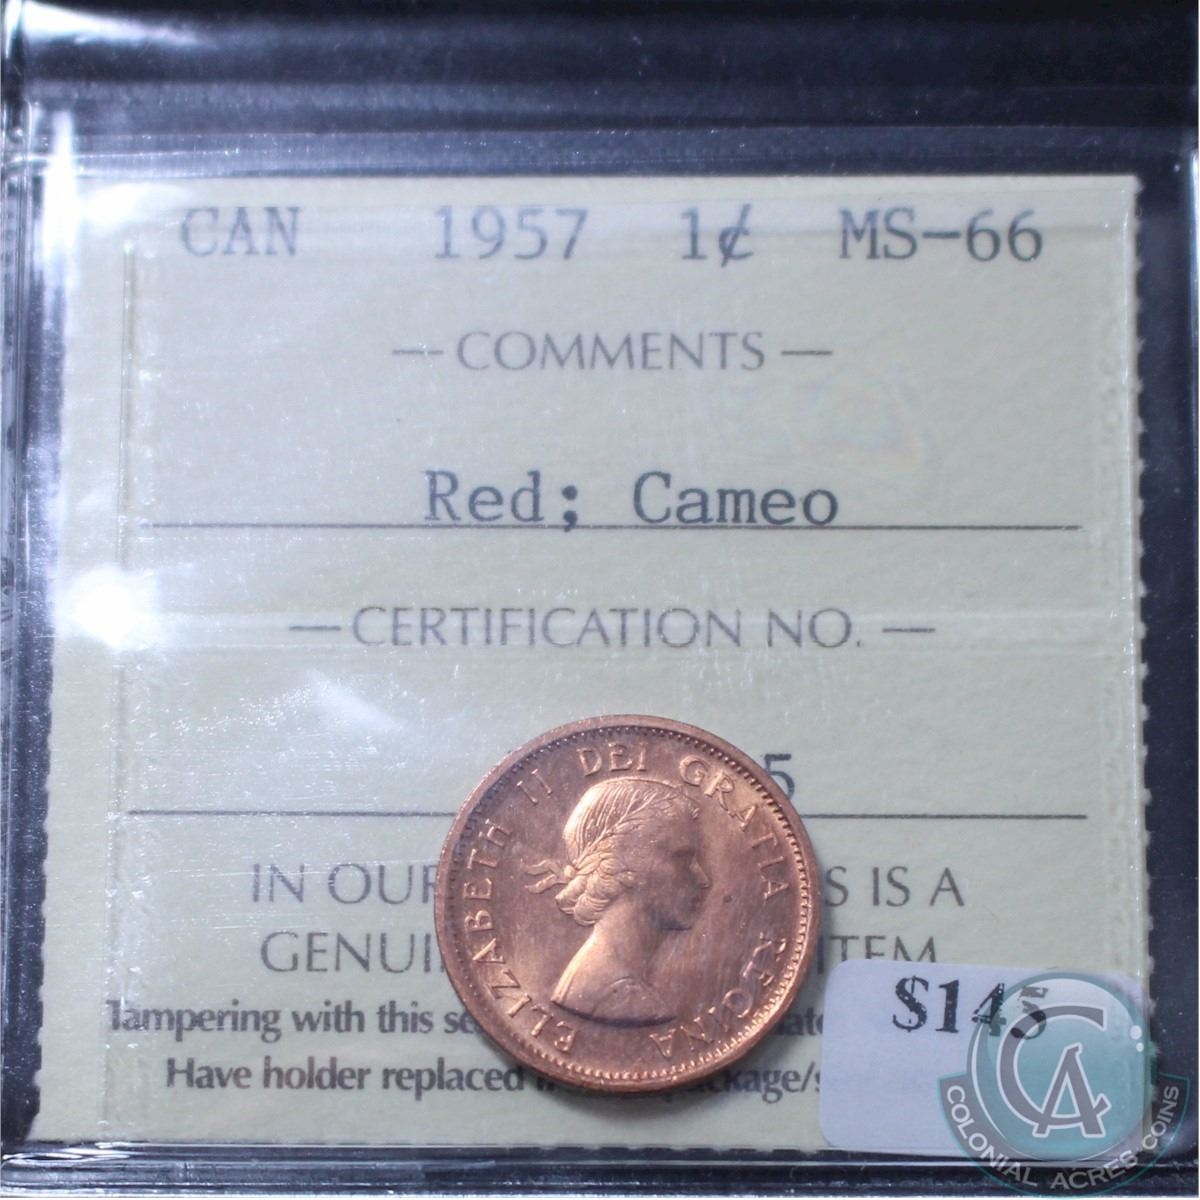 CAN 1957 1¢ MS-66
— COMMENTS —
Red; Cameo
— CERTIFICATION NO. —
5
IN OUR S IS A
GENUI ITEM
Tampering with this
Have holder replaced
ELIZABETH II DEI GRATIA REGINA
$145
CA
COLONIAL ACRES COINS